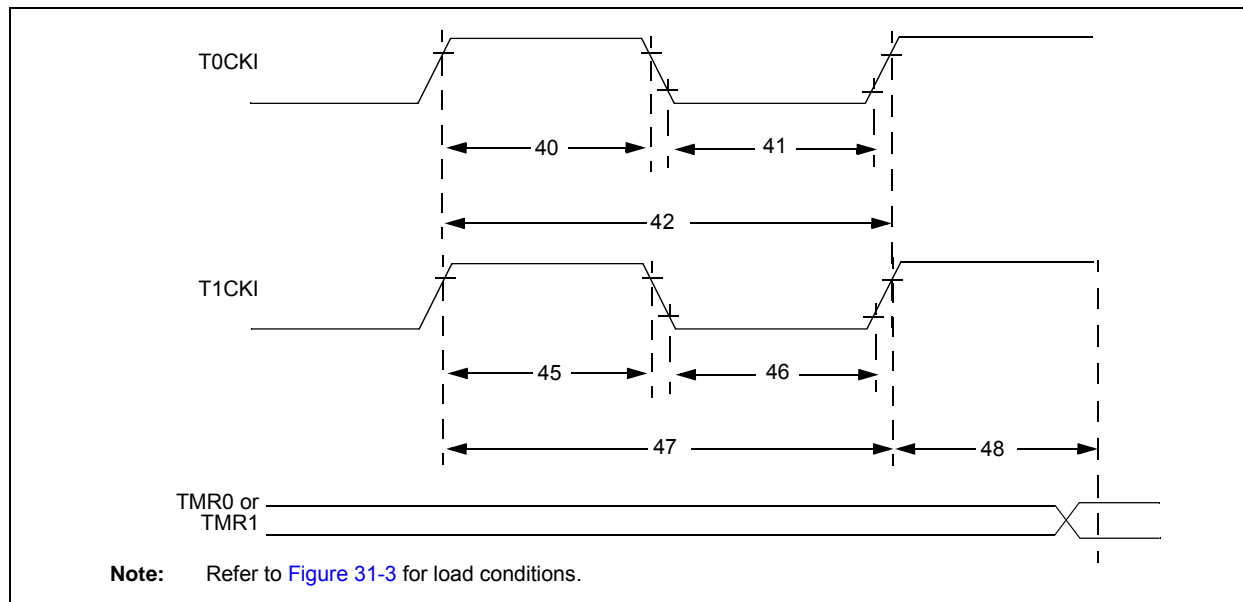 T0CKI
40
41
42
T1CKI
45
46
47
48
TMR0 or
TMR1
Note: Refer to Figure 31-3 for load conditions.